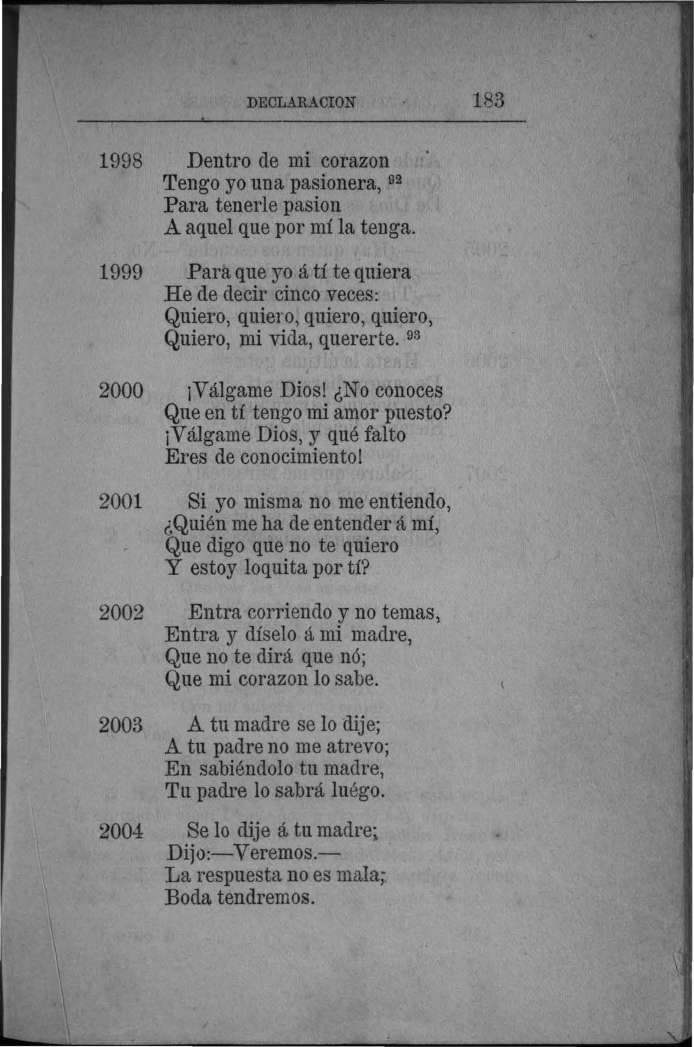 DECLARACION 183
1998 Dentro de mi corazon
Tengo yo una pasionera, ⁹²
Para tenerle pasion
A aquel que por mí la tenga.
1999 Para que yo á tí te quiera
He de decir cinco veces:
Quiero, quiero, quiero, quiero,
Quiero, mi vida, quererte. ⁹³
2000 ¡Válgame Dios! ¿No conoces
Que en tí tengo mi amor puesto?
¡Válgame Dios, y qué falto
Eres de conocimiento!
2001 Si yo misma no me entiendo,
¿Quién me ha de entender á mí,
Que digo que no te quiero
Y estoy loquita por tí?
2002 Entra corriendo y no temas,
Entra y díselo á mi madre,
Que no te dirá que nó;
Que mi corazon lo sabe.
2003 A tu madre se lo dije;
A tu padre no me atrevo;
En sabiéndolo tu madre,
Tu padre lo sabrá luégo.
2004 Se lo dije á tu madre;
Dijo:—Veremos.—
La respuesta no es mala;
Boda tendremos.